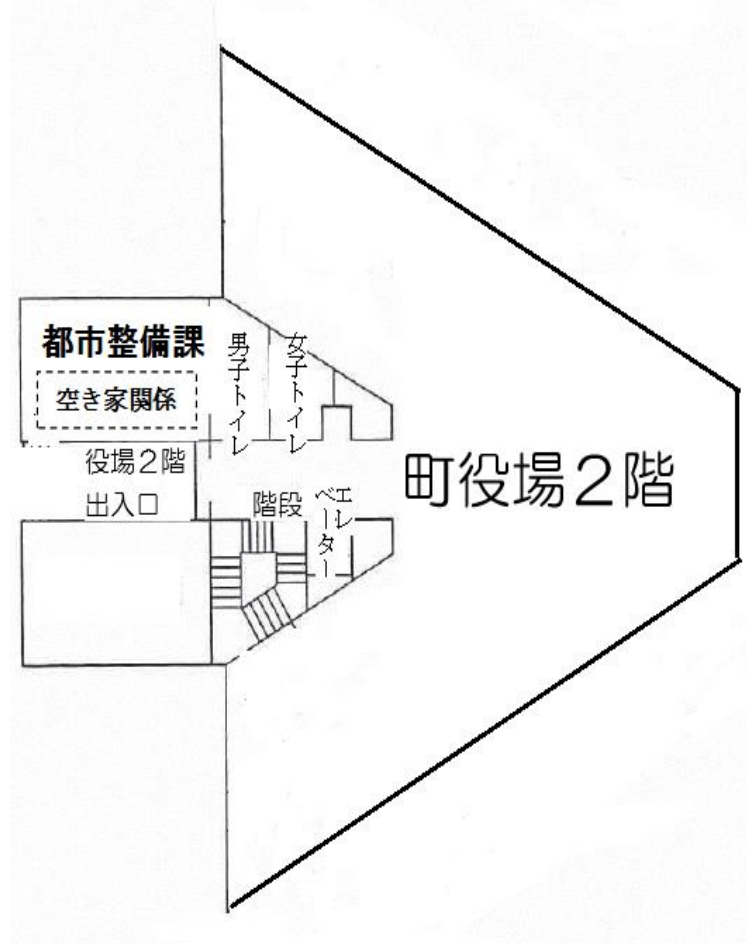 都市整備課
空き家関係
男子トイレ
女子トイレ
役場２階
出入口
階段
エレ
ベーター
町役場２階